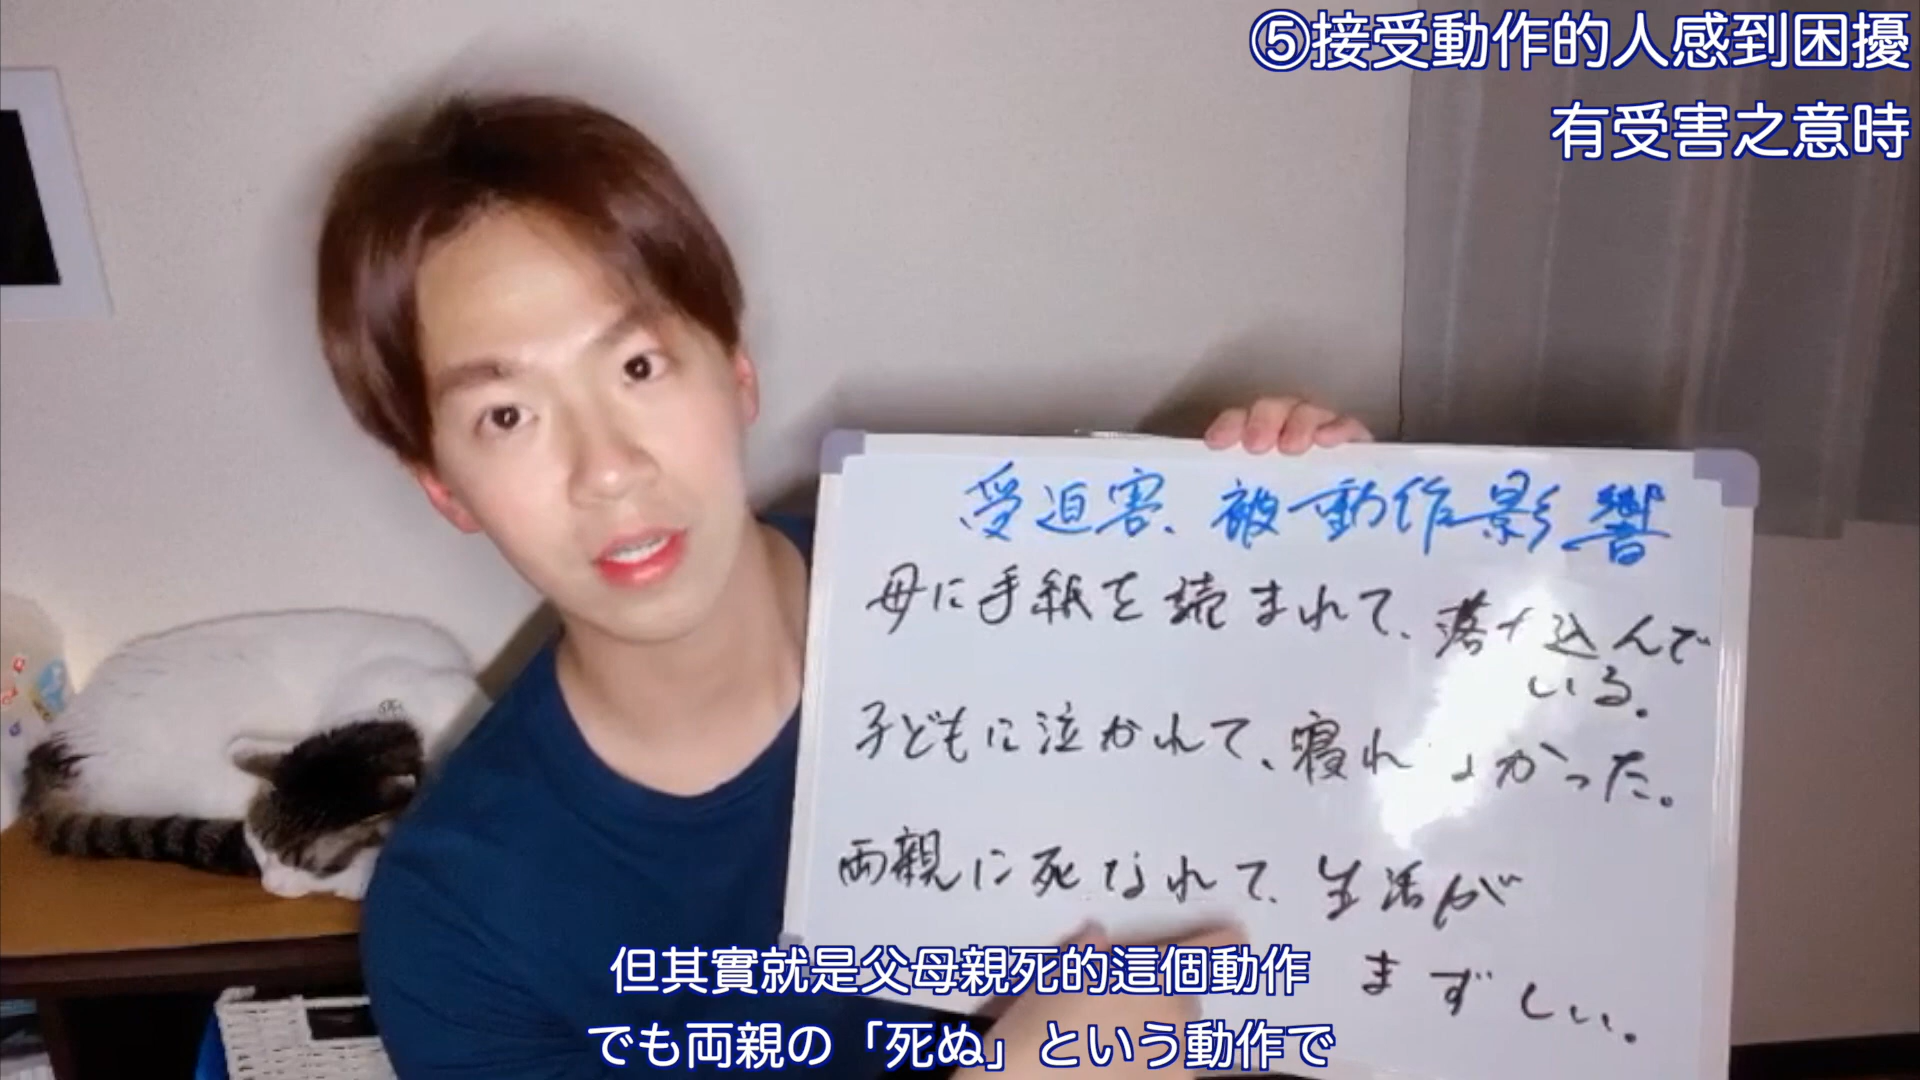 ⑤接受動作的人感到困擾
有受害之意時
受迫害、被動作影響
母に手紙を読まれて、落ち込んで
いる。
子どもに泣かれて、寝れ かった。
両親に死なれて、生活が
まずしい。
但其實就是父母親死的這個動作
でも両親の「死ぬ」という動作で